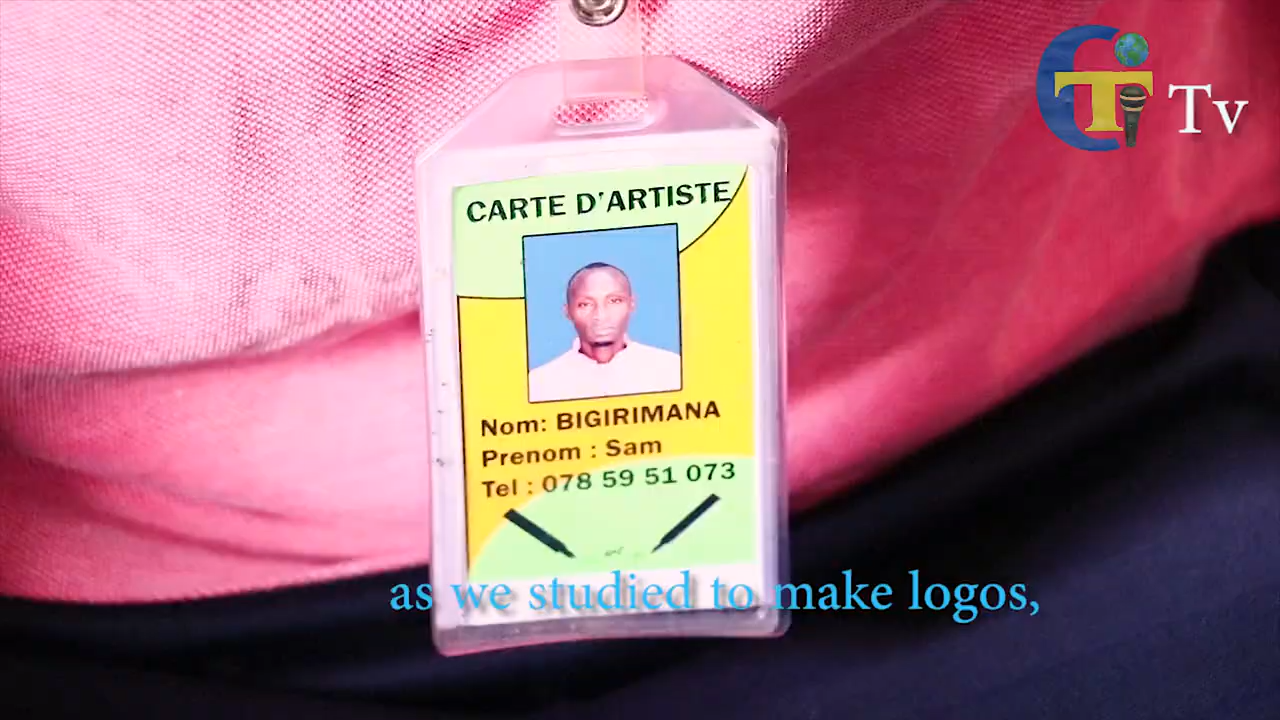 Tv
CARTE D'ARTISTE
Nom: BIGIRIMANA
Prenom : Sam
Tel : 078 59 51 073
as we studied to make logos,